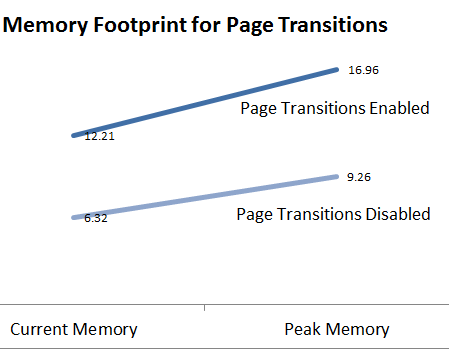 Memory Footprint for Page Transitions
16.96
Page Transitions Enabled
12.21
9.26
Page Transitions Disabled
6.32
Current Memory
Peak Memory